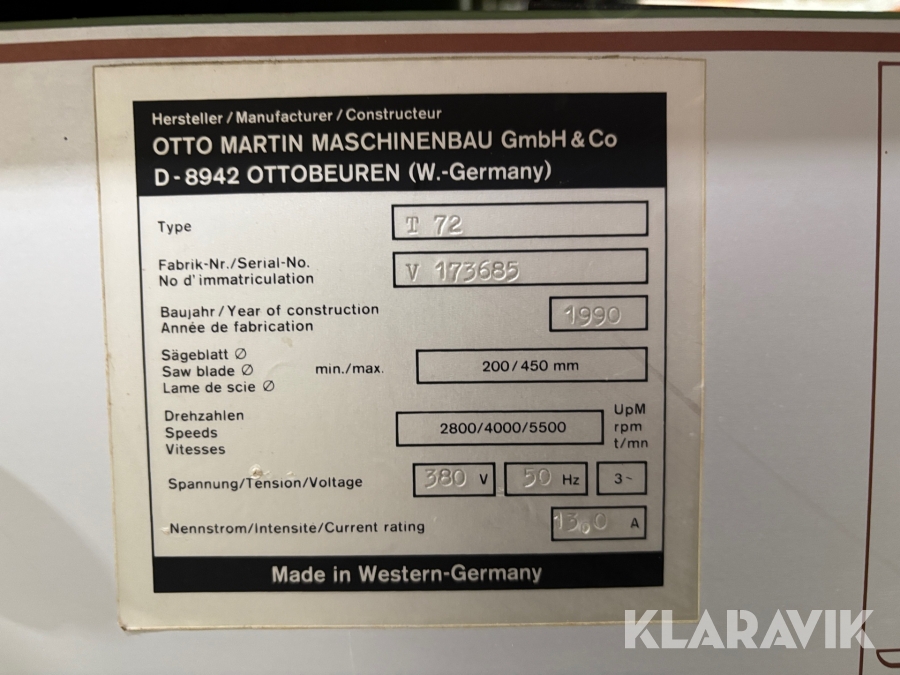 Hersteller/Manufacturer/Constructeur
OTTO MARTIN MASCHINENBAU GmbH & Co
D-8942 OTTOBEUREN (W.-Germany)
Type T 72
Fabrik-Nr./Serial-No.
No d'immatriculation V 173685
Baujahr/Year of construction
Année de fabrication 1990
Sägeblatt ∅
Saw blade ∅ min./max. 200/450 mm
Lame de scie ∅
Drehzahlen UpM
Speeds 2800/4000/5500 rpm
Vitesses t/mn
Spannung/Tension/Voltage 380 V 50 Hz 3~
Nennstrom/Intensite/Current rating 13,0 A
Made in Western-Germany
KLARAVIK